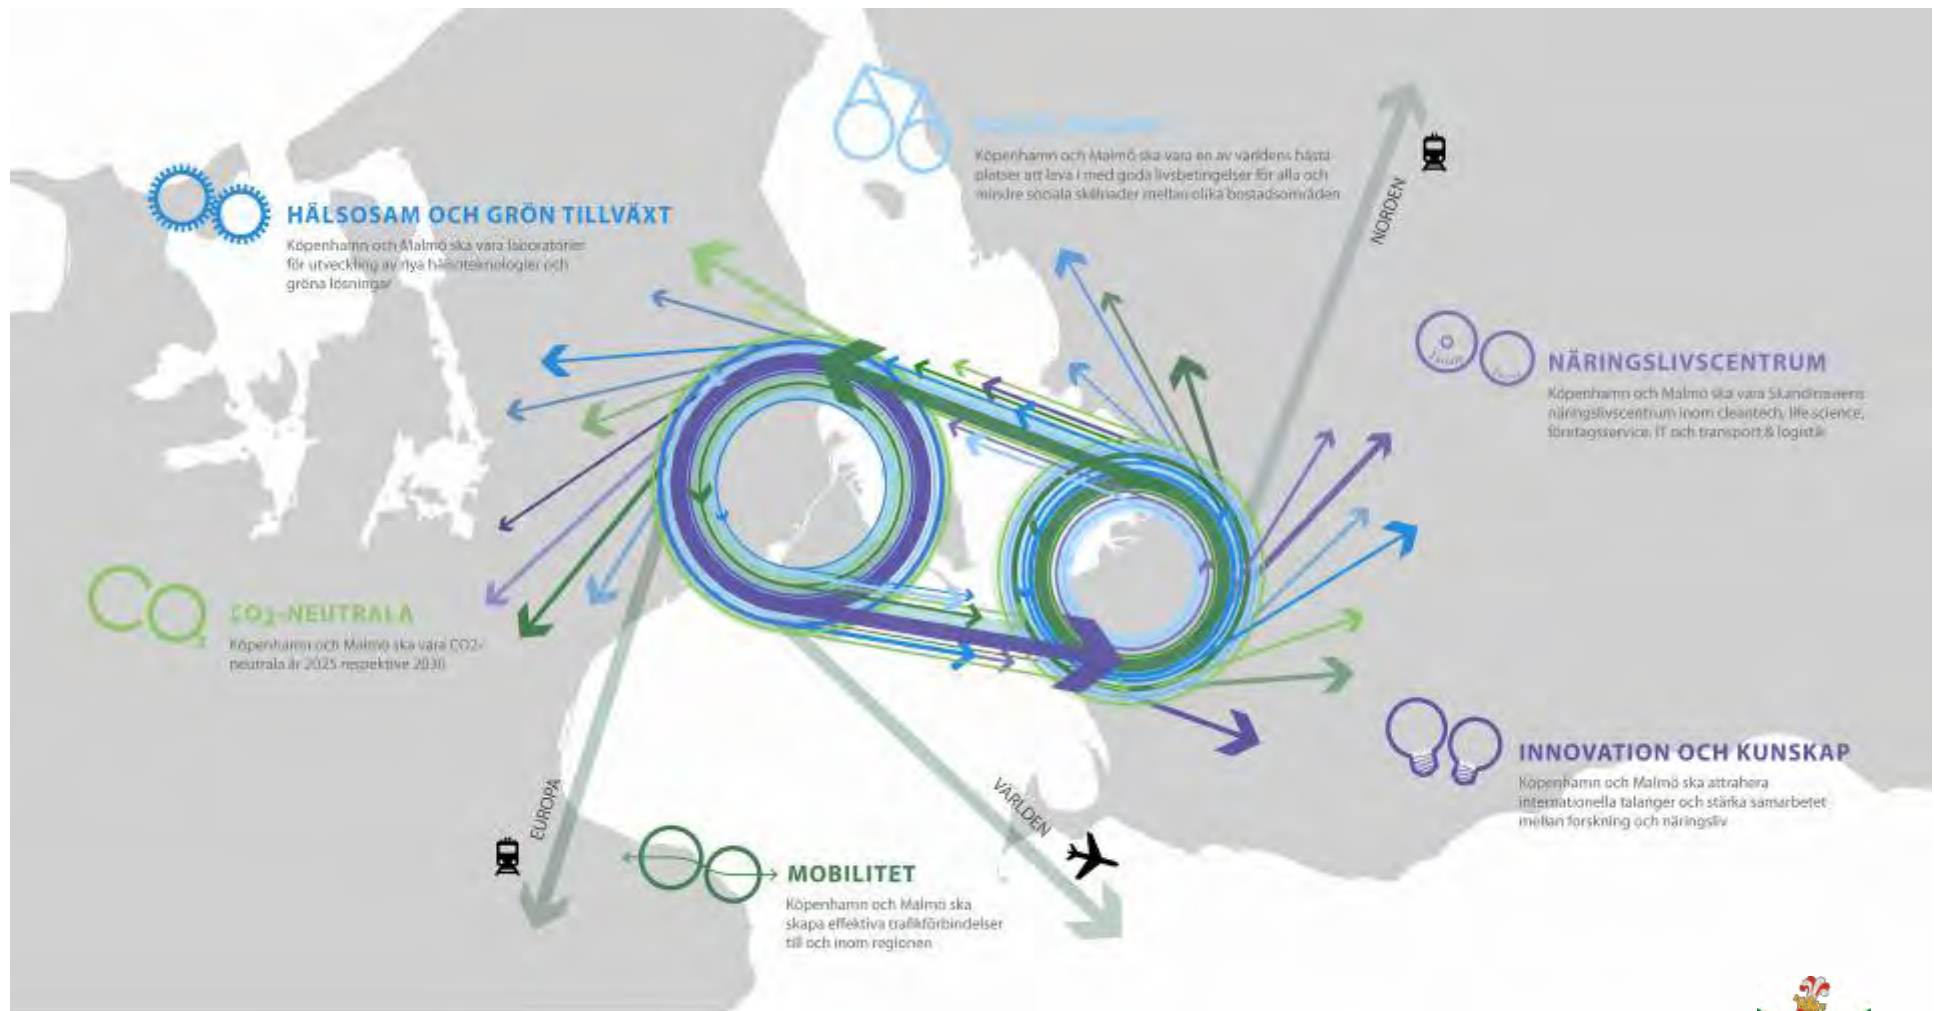 Köpenhamn och Malmö ska vara en av världens bästa
platser att leva i med goda livsbetingelser för alla och
mindre sociala skillnader mellan olika bostadsområden
NORDEN
HÄLSOSAM OCH GRÖN TILLVÄXT
Köpenhamn och Malmö ska vara laboratorier
för utveckling av nya hälsoteknologier och
gröna lösningar
NÄRINGSLIVSCENTRUM
Köpenhamn och Malmö ska vara Skandinaviens
näringslivscentrum inom cleantech, life science,
företagsservice, IT och transport & logistik
CO2
CO2-NEUTRALA
Köpenhamn och Malmö ska vara CO2-
neutrala år 2025 respektive 2030
INNOVATION OCH KUNSKAP
Köpenhamn och Malmö ska attrahera
internationella talanger och stärka samarbetet
mellan forskning och näringsliv
EUROPA
VÄRLDEN
MOBILITET
Köpenhamn och Malmö ska
skapa effektiva trafikförbindelser
till och inom regionen